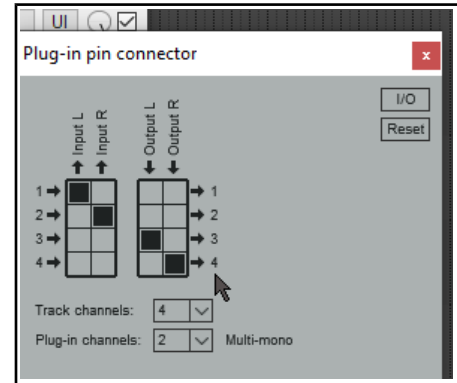 UI
Plug-in pin connector
x
I/O
Reset
Input L
Input R
Output L
Output R
1 1
2 2
3 3
4 4
Track channels: 4
Plug-in channels: 2 Multi-mono